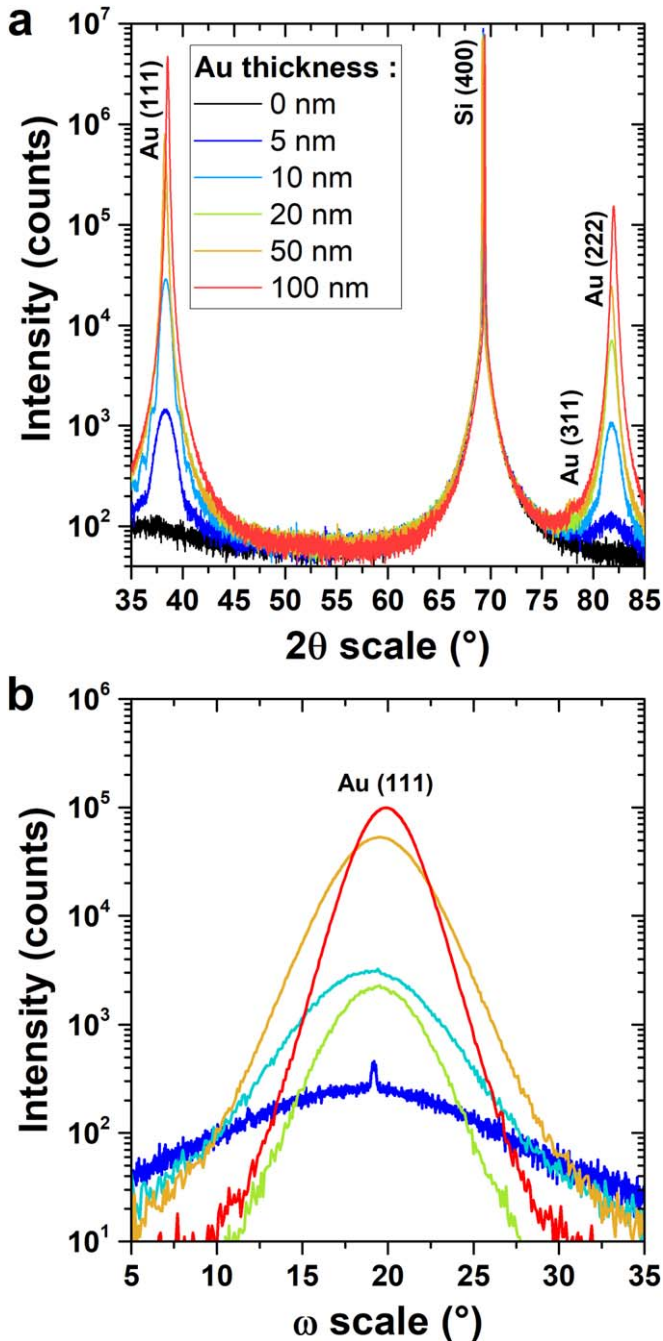 a
Intensity (counts)
10⁷
10⁶
10⁵
10⁴
10³
10²
Au (111)
Au thickness :
0 nm
5 nm
10 nm
20 nm
50 nm
100 nm
Si (400)
Au (311)
Au (222)
35 40 45 50 55 60 65 70 75 80 85
2θ scale (°)
b
Intensity (counts)
10⁶
10⁵
10⁴
10³
10²
10¹
Au (111)
5 10 15 20 25 30 35
ω scale (°)